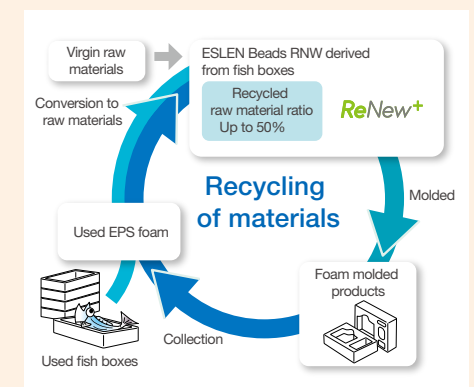 Virgin raw
materials
ESLEN Beads RNW derived
from fish boxes
Recycled
raw material ratio
Up to 50%
ReNew+
Conversion to
raw materials
Recycling
of materials
Molded
Used EPS foam
Foam molded
products
Collection
Used fish boxes